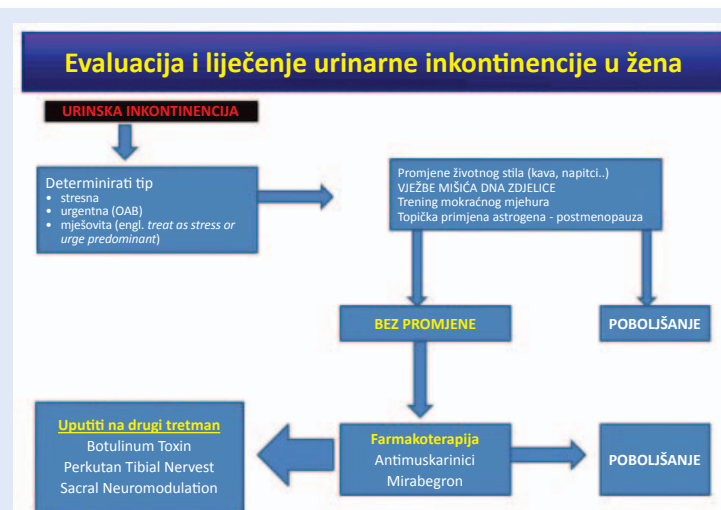 Evaluacija i liječenje urinarne inkontinencije u žena
URINSKA INKONTINENCIJA
Determinirati tip
• stresna
• urgentna (OAB)
• mješovita (engl. treat as stress or
urge predominant)
Promjene životnog stila (kava, napitci..)
VJEŽBE MIŠIĆA DNA ZDJELICE
Trening mokraćnog mjehura
Topička primjena astrogena - postmenopauza
BEZ PROMJENE
POBOLJŠANJE
Uputiti na drugi tretman
Botulinum Toxin
Perkutan Tibial Nervest
Sacral Neuromodulation
Farmakoterapija
Antimuskarinici
Mirabegron
POBOLJŠANJE